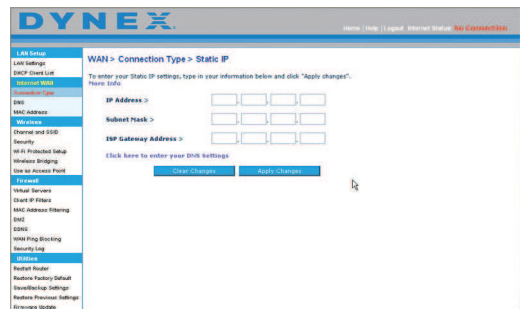 DYNEX
Home | Help | Logout Internet Status: No Connection
LAN Setup
LAN Settings
DHCP Client List
Internet WAN
Connection Type
DNS
MAC Address
Wireless
Channel and SSID
Security
Wi-Fi Protected Setup
Wireless Bridging
Use as Access Point
Firewall
Virtual Servers
Client IP Filters
MAC Address Filtering
DMZ
DDNS
WAN Ping Blocking
Security Log
Utilities
Restart Router
Restore Factory Default
Save/Backup Settings
Restore Previous Settings
Firmware Update
WAN > Connection Type > Static IP
To enter your Static IP settings, type in your information below and click "Apply changes".
More Info
IP Address >
Subnet Mask >
ISP Gateway Address >
Click here to enter your DNS Settings
Clear Changes Apply Changes